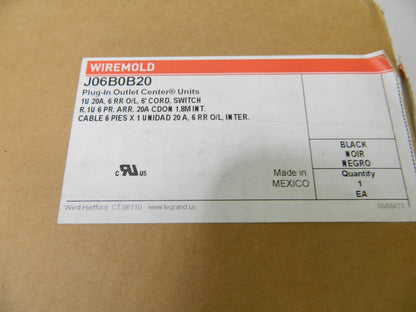 WIREMOLD
J06B0B20
Plug-In Outlet Center® Units
1U 20A, 6 RR O/L, 6' CORD, SWITCH
R.1U 6 PR. ARR. 20A CDON 1,8M INT.
CABLE 6 PIES X 1 UNIDAD 20 A, 6 RR O/L, INTER.
BLACK
NOIR
NEGRO
c RU us
Made in
MEXICO
Quantity
1
EA
West Hartford, CT 06110 www.legrand.us